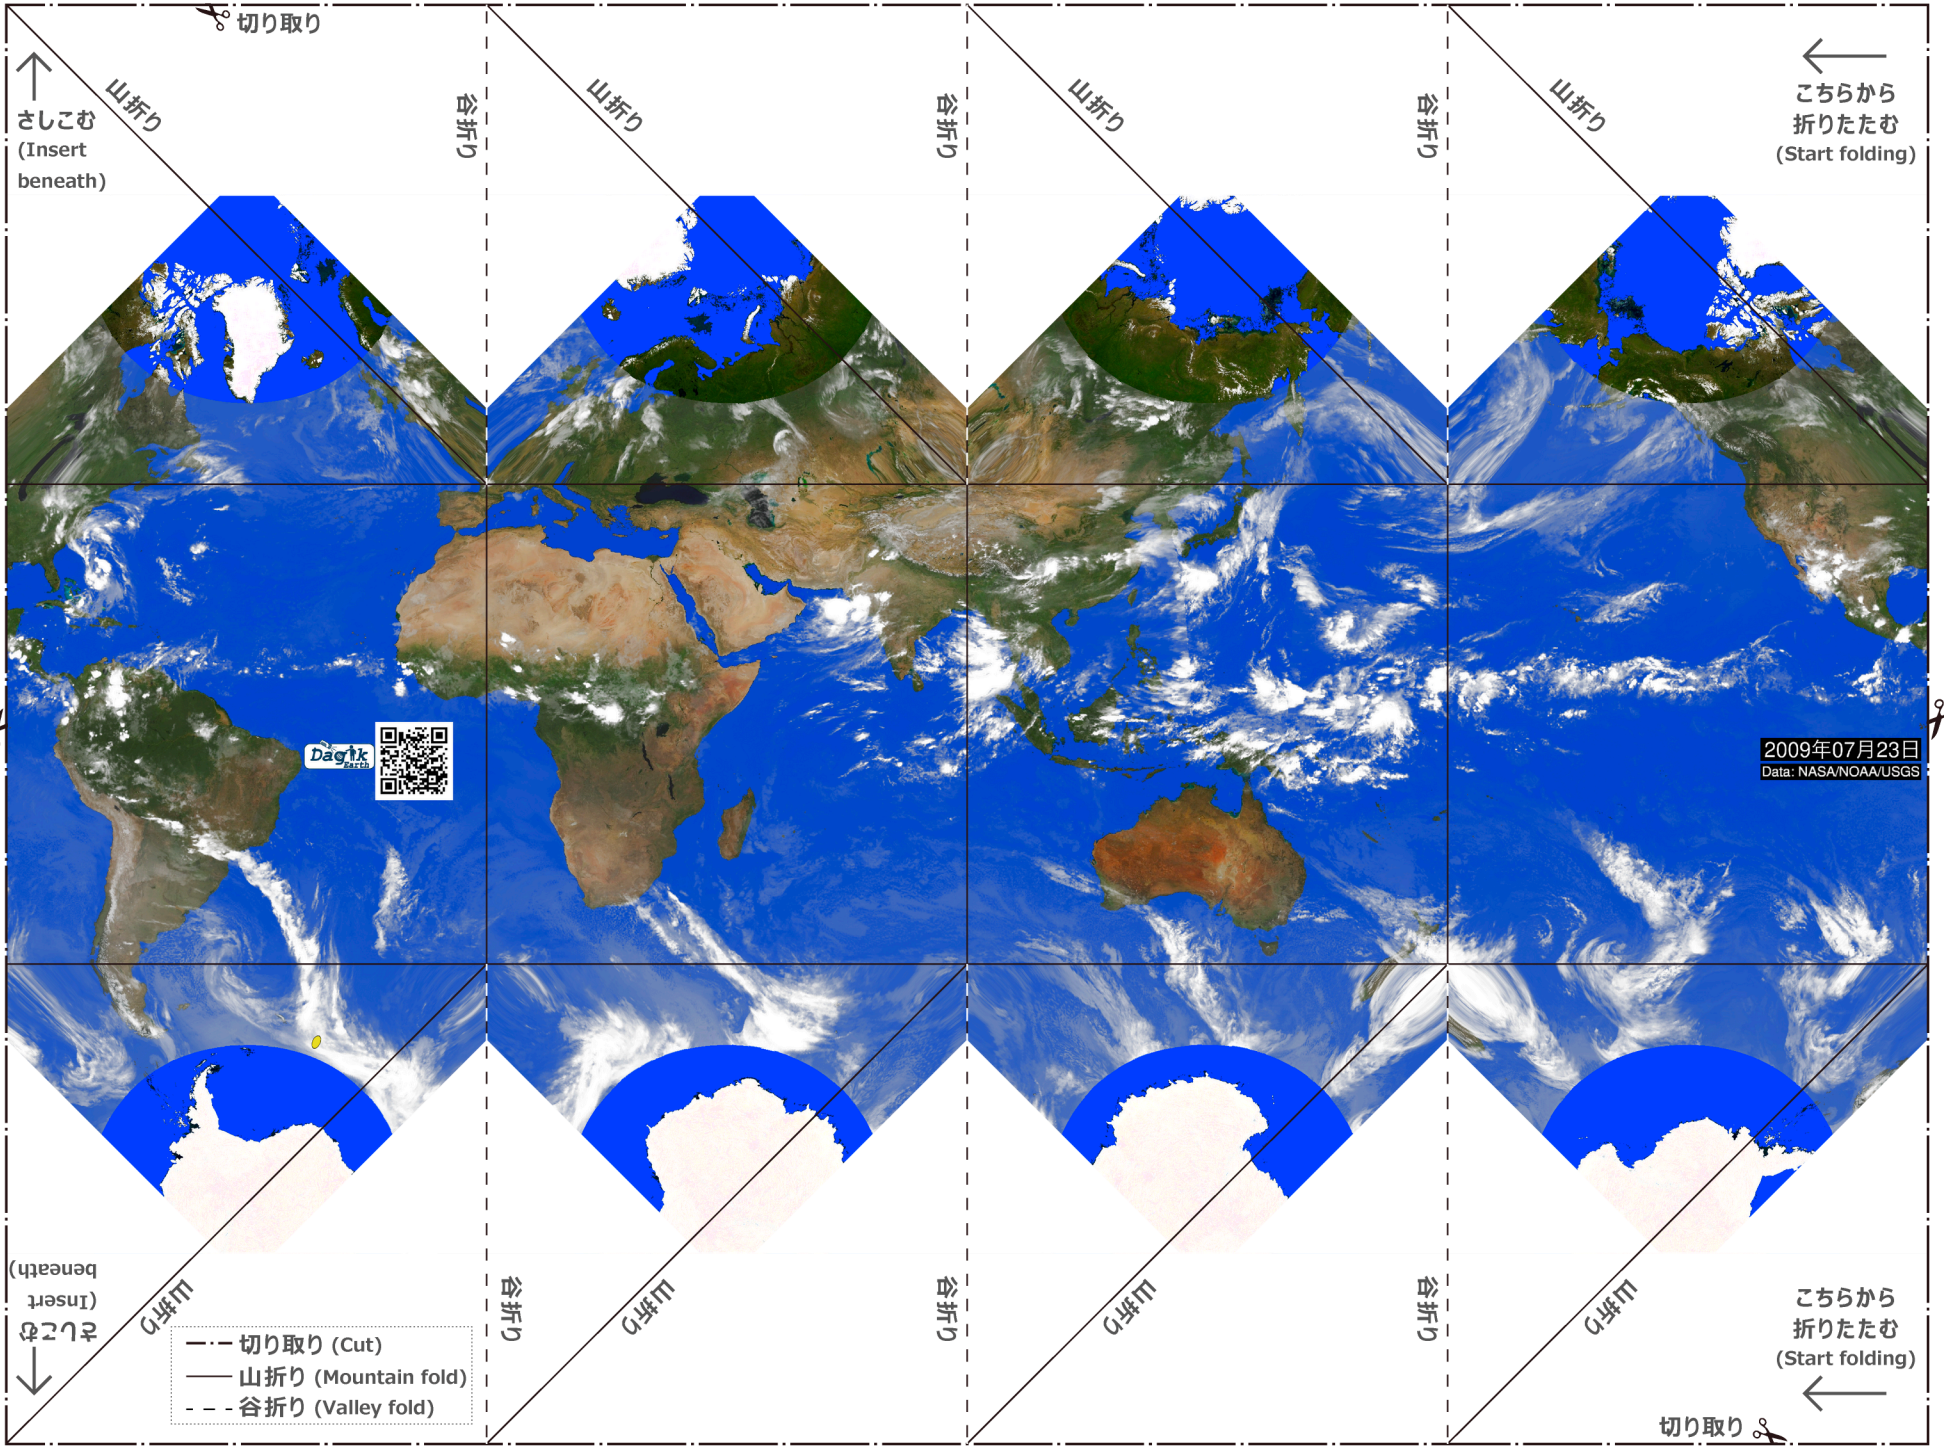 切り取り
山折り
谷折り
山折り
谷折り
山折り
谷折り
山折り
さしこむ
(Insert
beneath)
こちらから
折りたたむ
(Start folding)
Dagik
Earth
2009年07月23日
Data: NASA/NOAA/USGS
さしこむ
(Insert
beneath)
山折り
谷折り
山折り
谷折り
山折り
谷折り
山折り
こちらから
折りたたむ
(Start folding)
切り取り (Cut)
山折り (Mountain fold)
谷折り (Valley fold)
切り取り